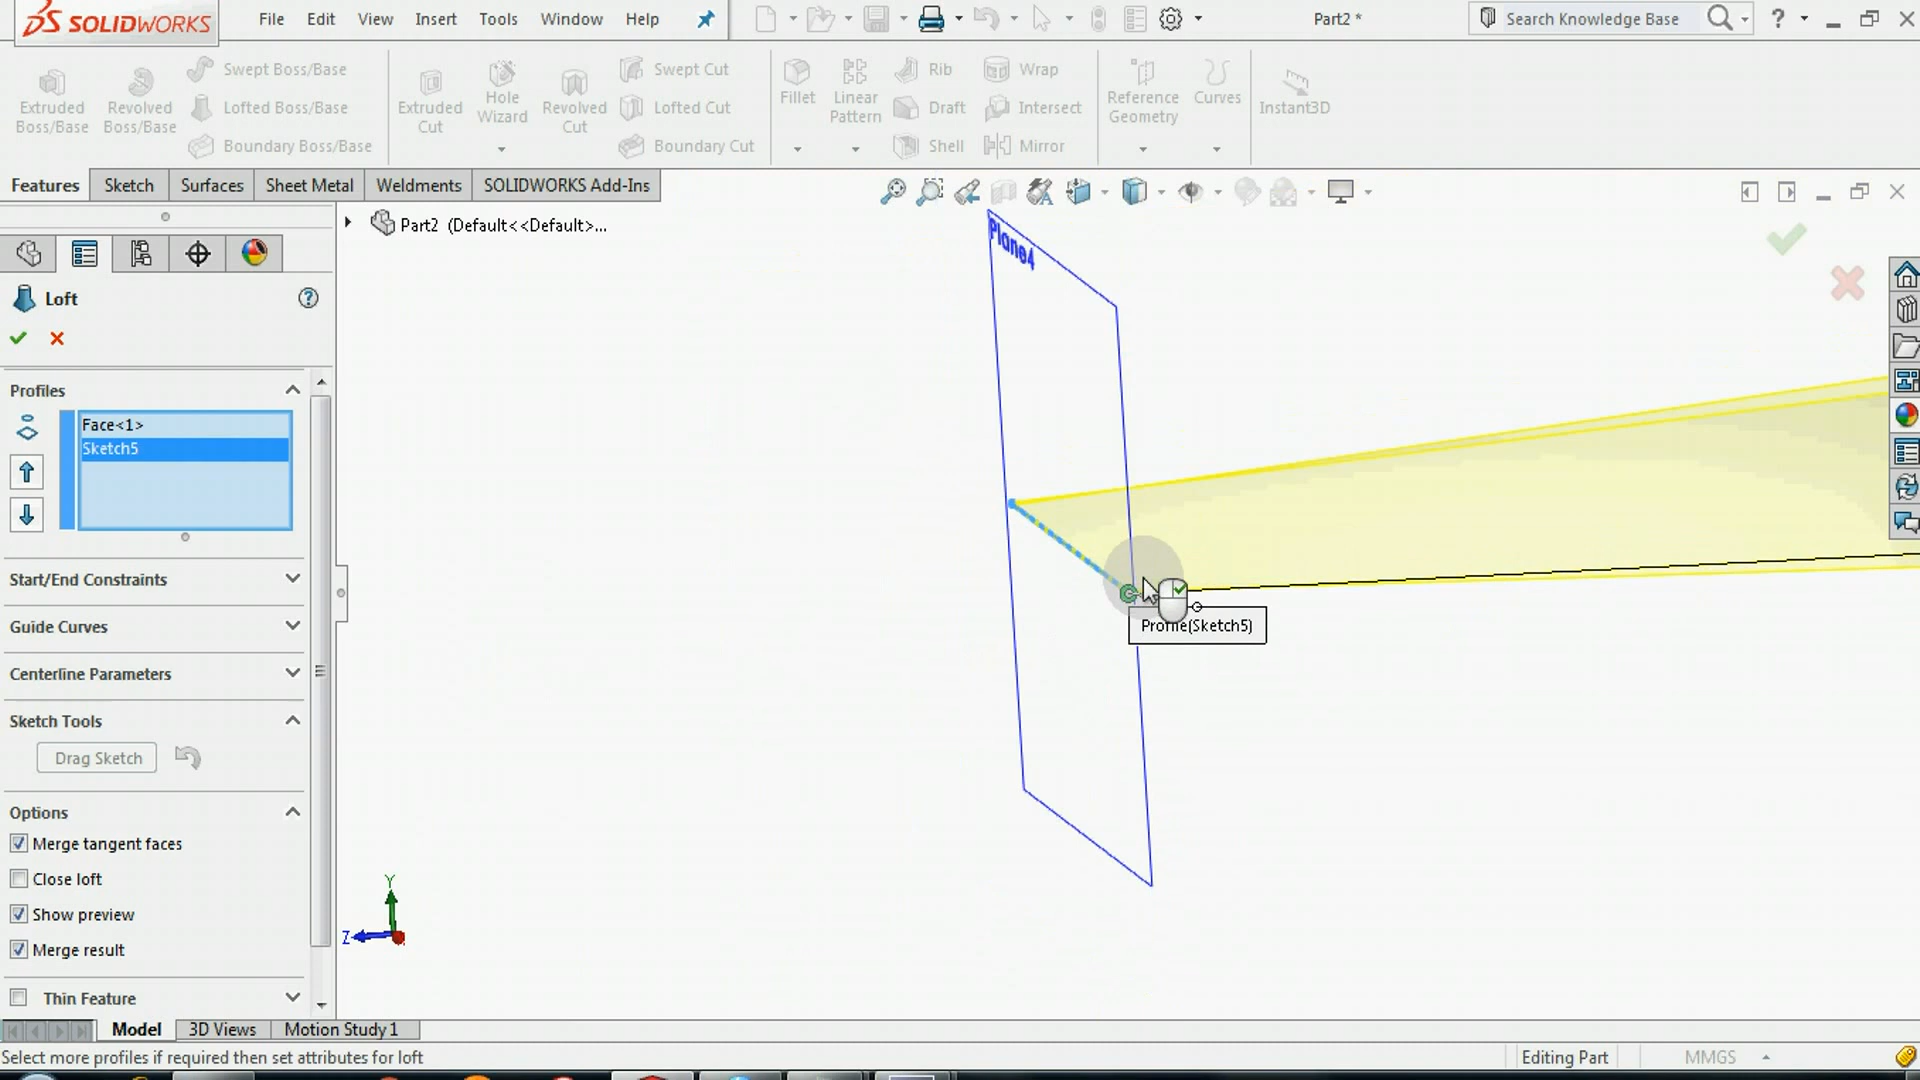 SOLIDWORKS File Edit View Insert Tools Window Help Part2 * Search Knowledge Base ?
Extruded Boss/Base
Revolved Boss/Base
Swept Boss/Base
Lofted Boss/Base
Boundary Boss/Base
Extruded Cut
Hole Wizard
Revolved Cut
Swept Cut
Lofted Cut
Boundary Cut
Fillet
Linear Pattern
Rib
Draft
Shell
Wrap
Intersect
Mirror
Reference Geometry
Curves
Instant3D
Features Sketch Surfaces Sheet Metal Weldments SOLIDWORKS Add-Ins
Part2 (Default<<Default>...
Plane4
Loft
Profiles
Face<1>
Sketch5
Start/End Constraints
Guide Curves
Centerline Parameters
Sketch Tools
Drag Sketch
Options
Merge tangent faces
Close loft
Show preview
Merge result
Thin Feature
Profile(Sketch5)
Y
Z
Model 3D Views Motion Study 1
Select more profiles if required then set attributes for loft Editing Part MMGS